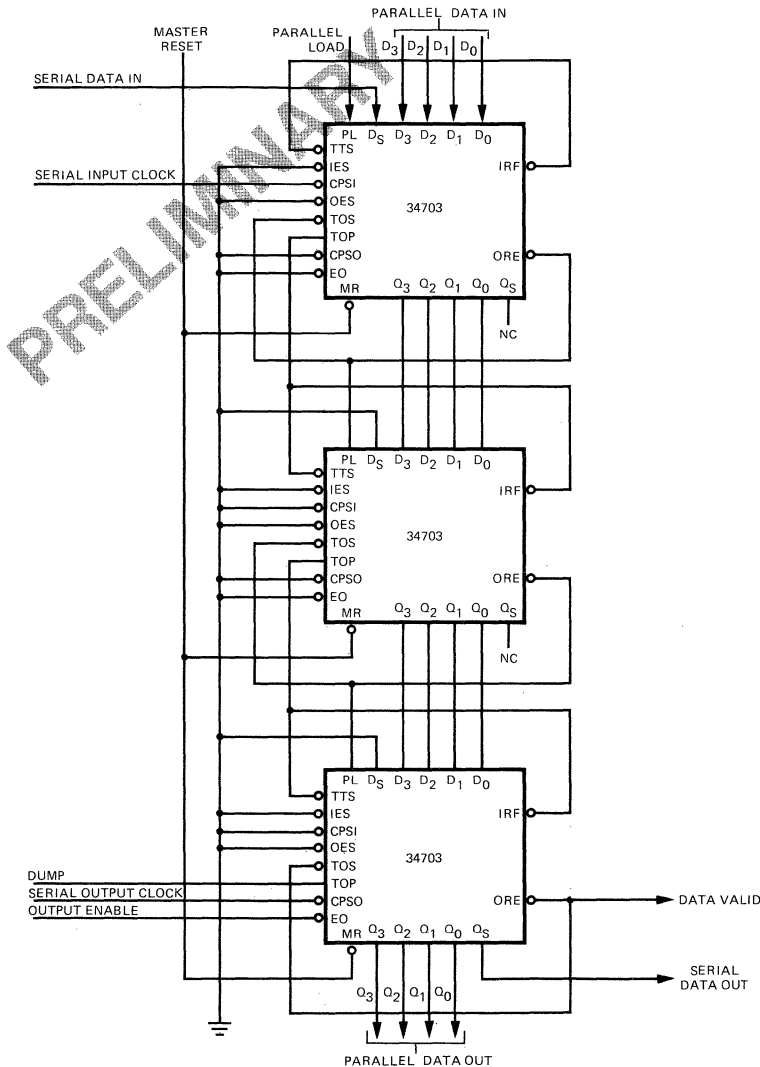 PARALLEL DATA IN
MASTER
RESET
PARALLEL
LOAD
D3 D2 D1 D0
SERIAL DATA IN
PRELIMINARY
PL DS D3 D2 D1 D0
TTS
IES
IRF
SERIAL INPUT CLOCK
CPSI
OES
34703
TOS
TOP
CPSO
ORE
EO
MR Q3 Q2 Q1 Q0 QS
NC
PL DS D3 D2 D1 D0
TTS
IES
IRF
CPSI
OES
34703
TOS
TOP
CPSO
ORE
EO
MR Q3 Q2 Q1 Q0 QS
NC
PL DS D3 D2 D1 D0
TTS
IES
IRF
CPSI
OES
34703
TOS
DUMP
TOP
SERIAL OUTPUT CLOCK
CPSO
ORE
DATA VALID
OUTPUT ENABLE
EO
MR Q3 Q2 Q1 Q0 QS
SERIAL
DATA OUT
Q3 Q2 Q1 Q0
PARALLEL DATA OUT